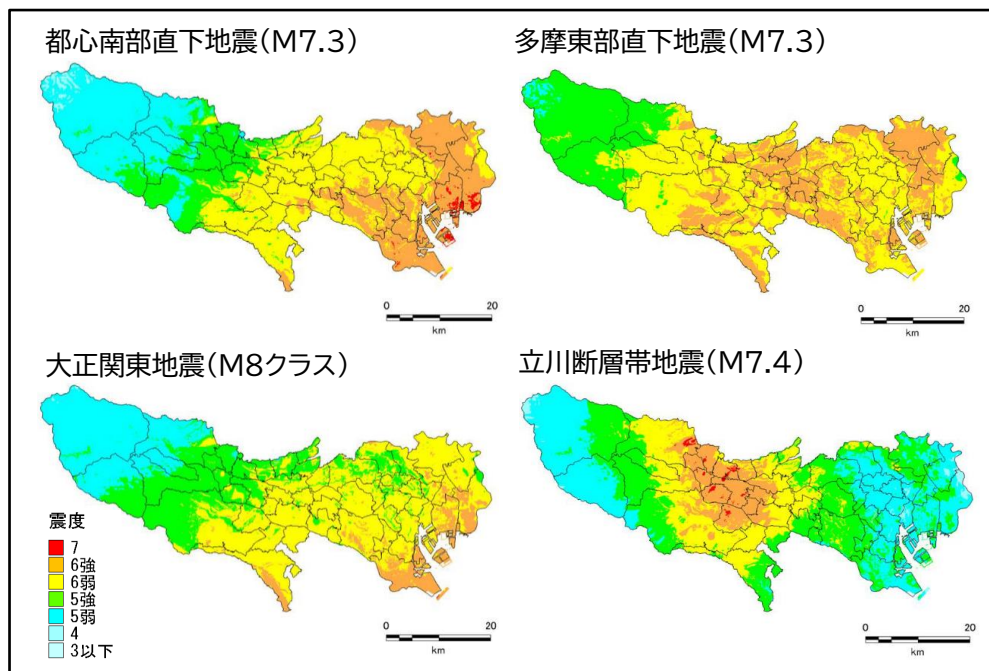 都心南部直下地震(M7.3)
多摩東部直下地震(M7.3)
0 20
km
0 20
km
大正関東地震(M8クラス)
立川断層帯地震(M7.4)
震度
7
6強
6弱
5強
5弱
4
3以下
0 20
km
0 20
km